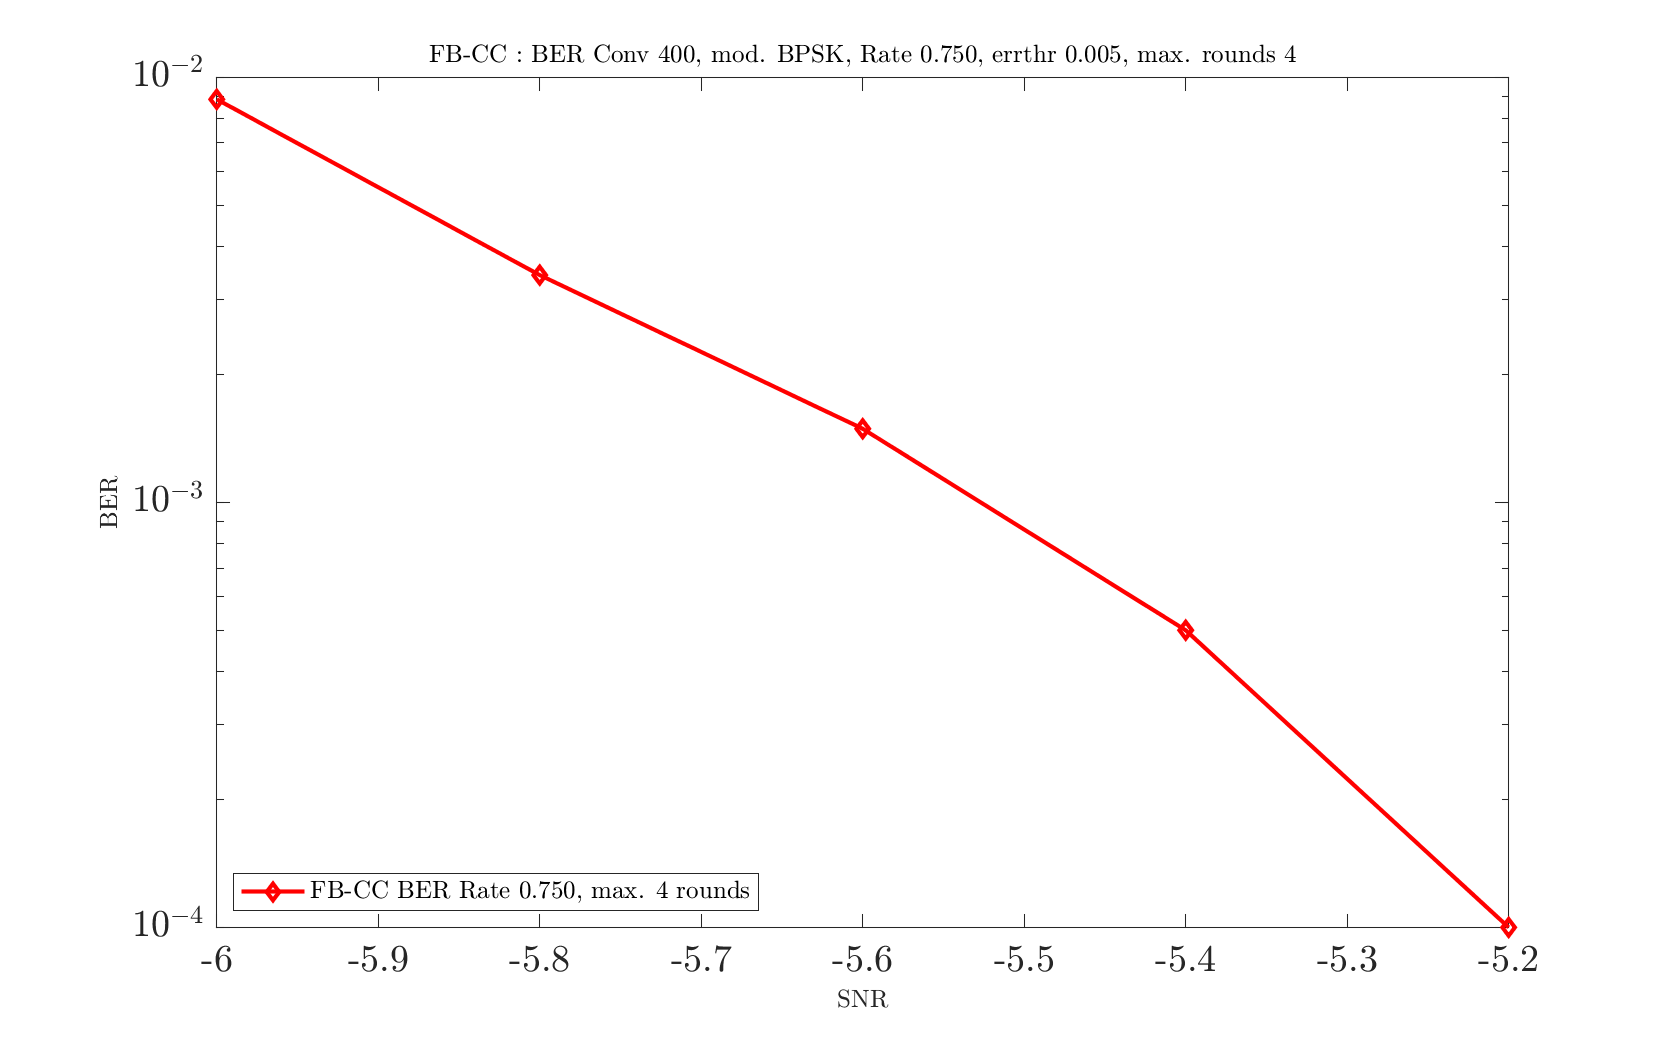 FB-CC : BER Conv 400, mod. BPSK, Rate 0.750, errthr 0.005, max. rounds 4
10⁻²
10⁻³
10⁻⁴
BER
FB-CC BER Rate 0.750, max. 4 rounds
-6 -5.9 -5.8 -5.7 -5.6 -5.5 -5.4 -5.3 -5.2
SNR